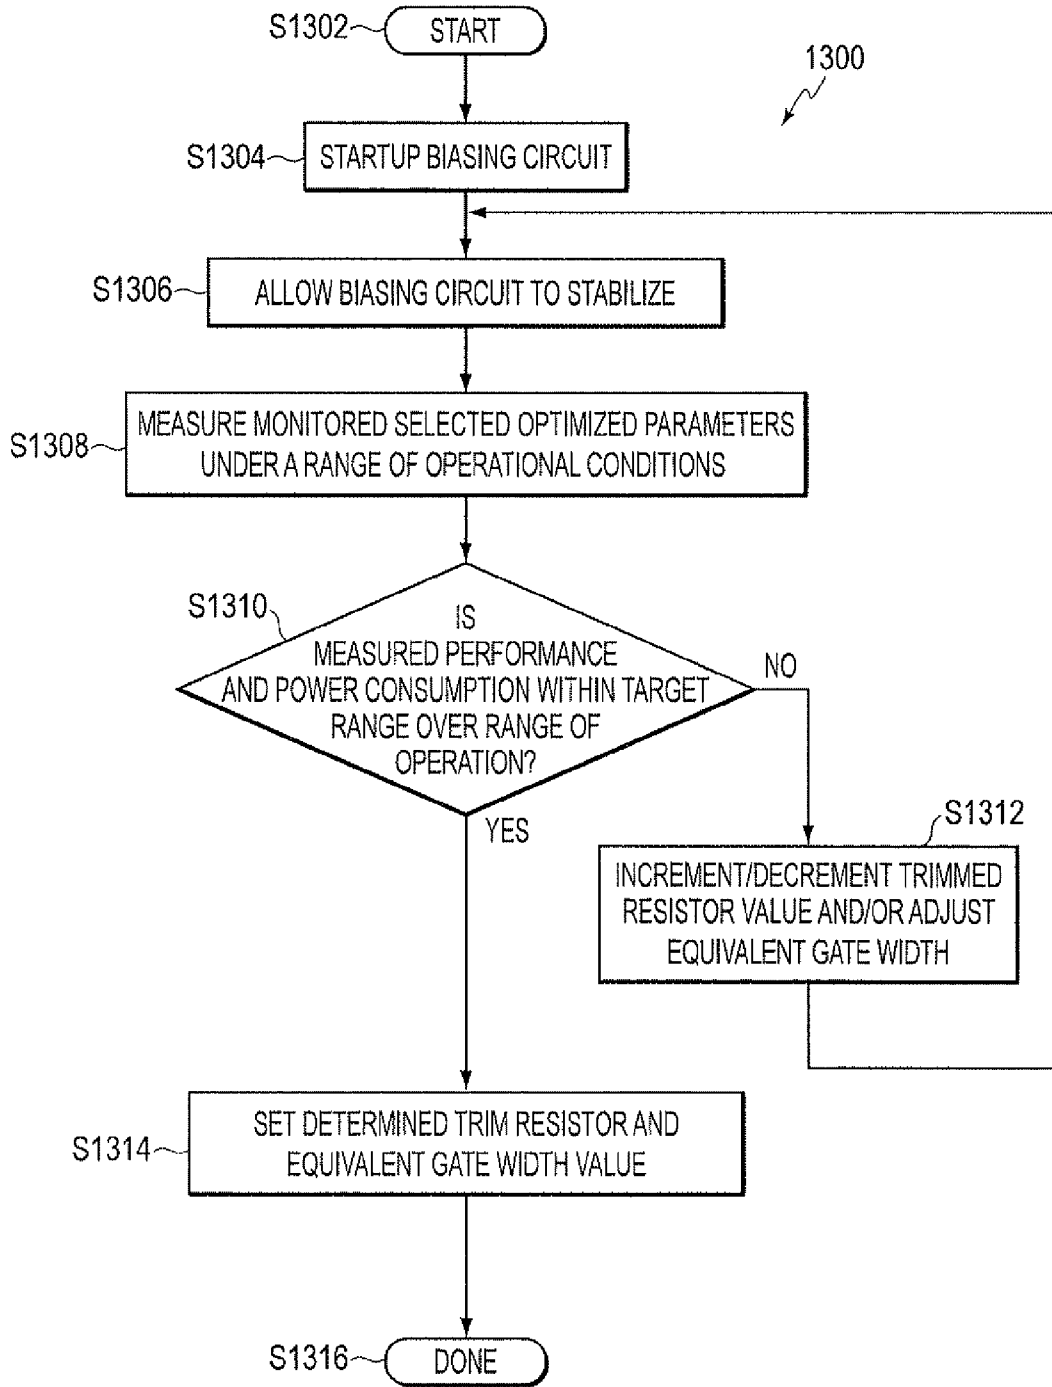 S1302
START
1300
S1304
STARTUP BIASING CIRCUIT
S1306
ALLOW BIASING CIRCUIT TO STABILIZE
S1308
MEASURE MONITORED SELECTED OPTIMIZED PARAMETERS
UNDER A RANGE OF OPERATIONAL CONDITIONS
S1310
IS
MEASURED PERFORMANCE
AND POWER CONSUMPTION WITHIN TARGET
RANGE OVER RANGE OF
OPERATION?
NO
YES
S1312
INCREMENT/DECREMENT TRIMMED
RESISTOR VALUE AND/OR ADJUST
EQUIVALENT GATE WIDTH
S1314
SET DETERMINED TRIM RESISTOR AND
EQUIVALENT GATE WIDTH VALUE
S1316
DONE